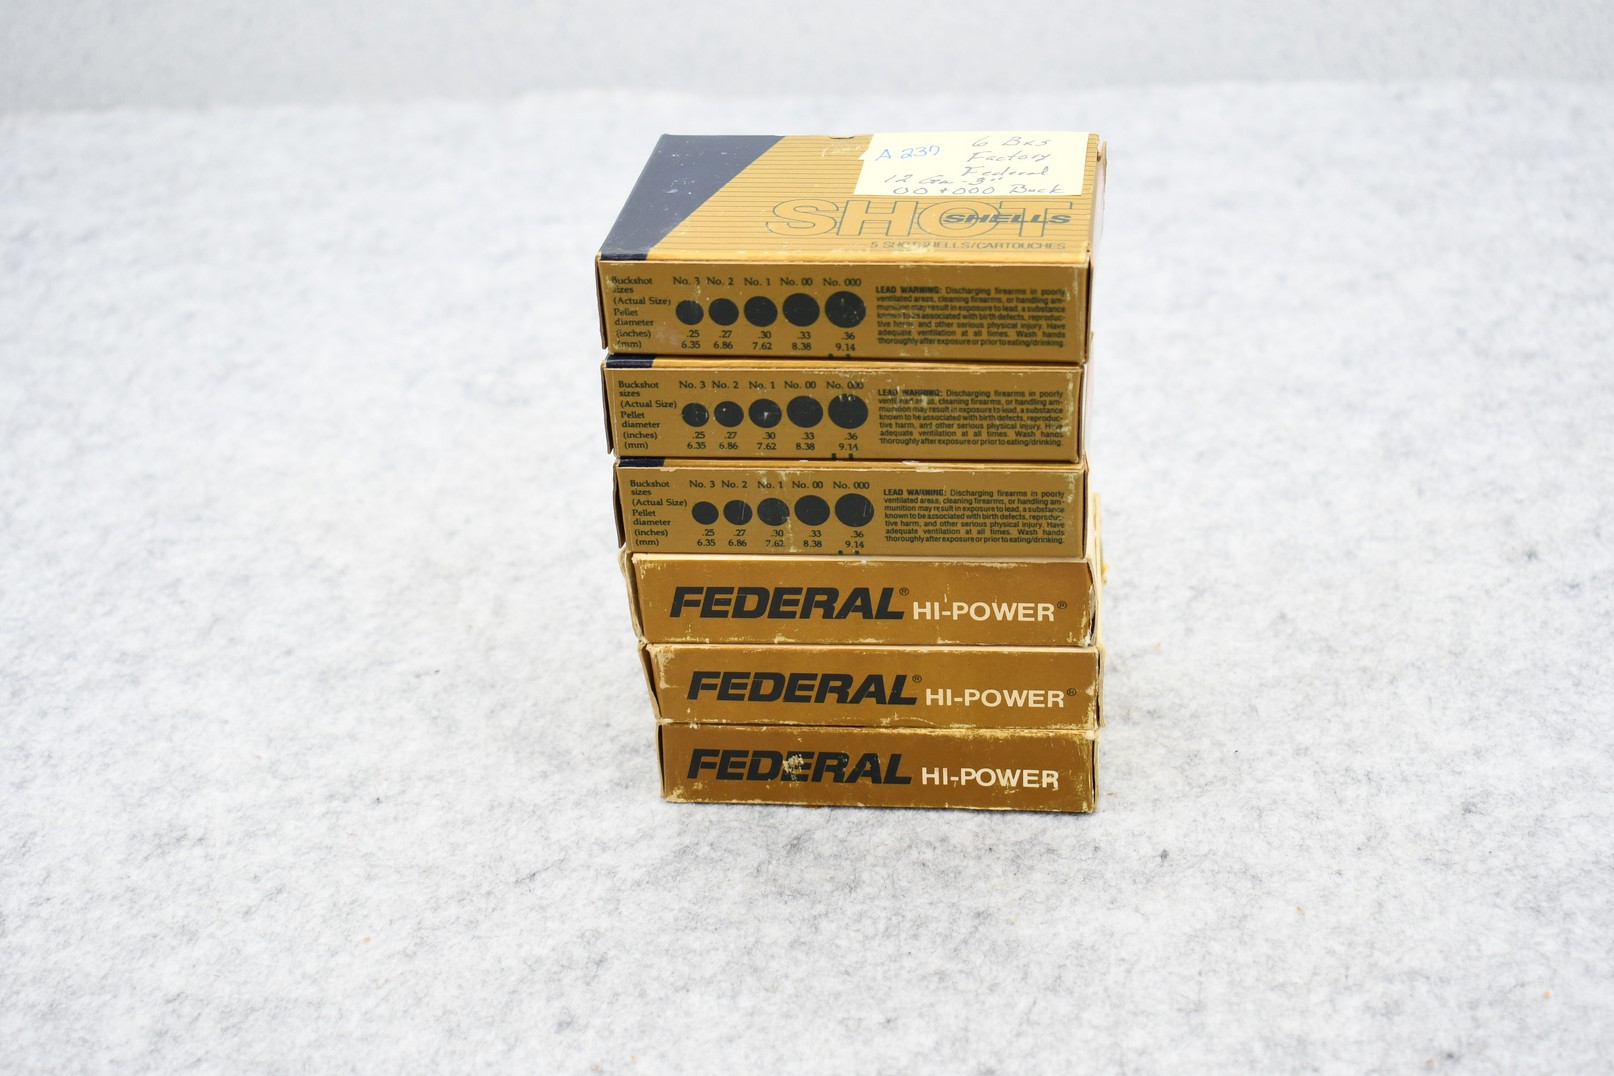 A 237
6 Bxs
Factory
Federal
12 Ga - 3"
00 + 000 Buck
SHOT
SHELLS
5 SHOTSHELLS/CARTOUCHES
Buckshot sizes No. 3 No. 2 No. 1 No. 00 No. 000
(Actual Size)
Pellet
diameter
(inches) .25 .27 .30 .33 .36
(mm) 6.35 6.86 7.62 8.38 9.14
LEAD WARNING: Discharging firearms in poorly
ventilated areas, cleaning firearms, or handling am-
munition may result in exposure to lead, a substance
known to be associated with birth defects, reproduc-
tive harm, and other serious physical injury. Have
adequate ventilation at all times. Wash hands
thoroughly after exposure or prior to eating/drinking.
Buckshot sizes No. 3 No. 2 No. 1 No. 00 No. 000
(Actual Size)
Pellet
diameter
(inches) .25 .27 .30 .33 .36
(mm) 6.35 6.86 7.62 8.38 9.14
LEAD WARNING: Discharging firearms in poorly
ventilated areas, cleaning firearms, or handling am-
munition may result in exposure to lead, a substance
known to be associated with birth defects, reproduc-
tive harm, and other serious physical injury. Have
adequate ventilation at all times. Wash hands
thoroughly after exposure or prior to eating/drinking.
Buckshot sizes No. 3 No. 2 No. 1 No. 00 No. 000
(Actual Size)
Pellet
diameter
(inches) .25 .27 .30 .33 .36
(mm) 6.35 6.86 7.62 8.38 9.14
LEAD WARNING: Discharging firearms in poorly
ventilated areas, cleaning firearms, or handling am-
munition may result in exposure to lead, a substance
known to be associated with birth defects, reproduc-
tive harm, and other serious physical injury. Have
adequate ventilation at all times. Wash hands
thoroughly after exposure or prior to eating/drinking.
FEDERAL® HI-POWER®
FEDERAL® HI-POWER®
FEDERAL HI-POWER